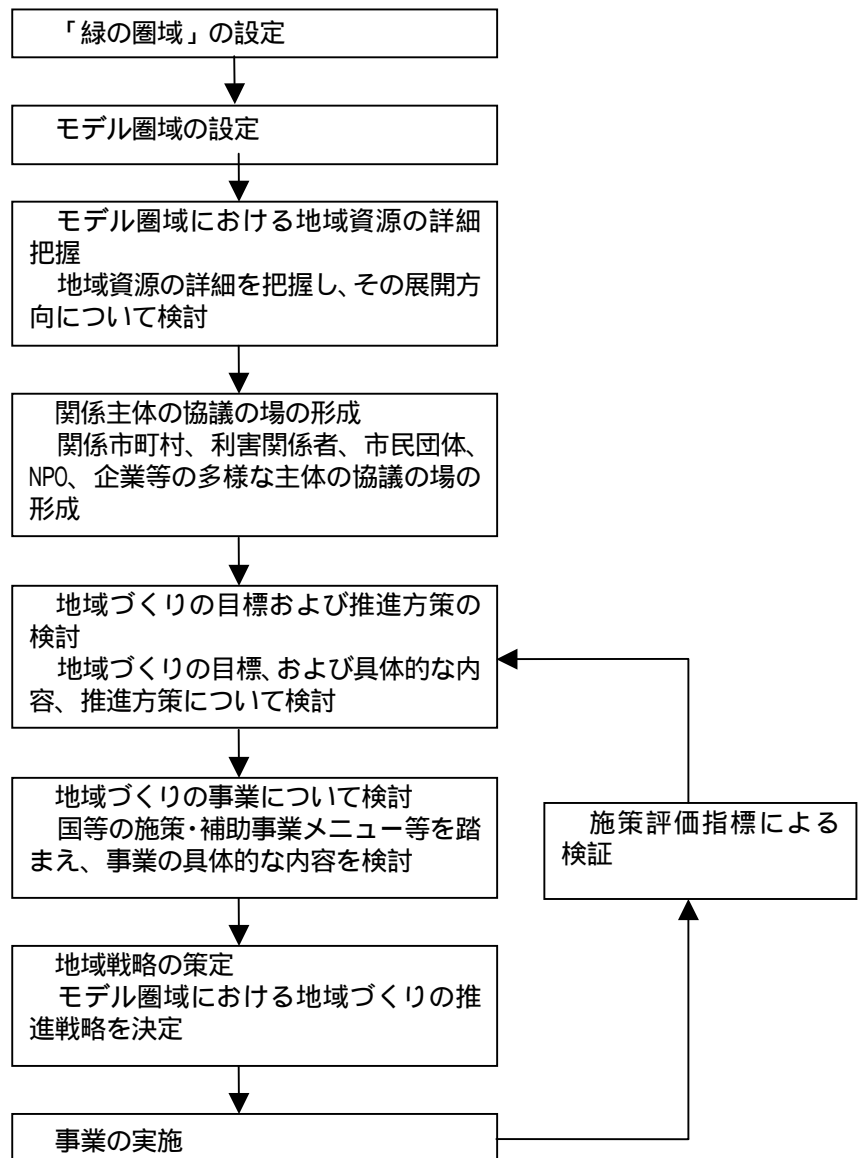 「緑の圏域」の設定
モデル圏域の設定
モデル圏域における地域資源の詳細
把握
地域資源の詳細を把握し、その展開方
向について検討
関係主体の協議の場の形成
関係市町村、利害関係者、市民団体、
NPO、企業等の多様な主体の協議の場の
形成
地域づくりの目標および推進方策の
検討
地域づくりの目標、および具体的な内
容、推進方策について検討
地域づくりの事業について検討
国等の施策・補助事業メニュー等を踏
まえ、事業の具体的な内容を検討
施策評価指標による
検証
地域戦略の策定
モデル圏域における地域づくりの推
進戦略を決定
事業の実施